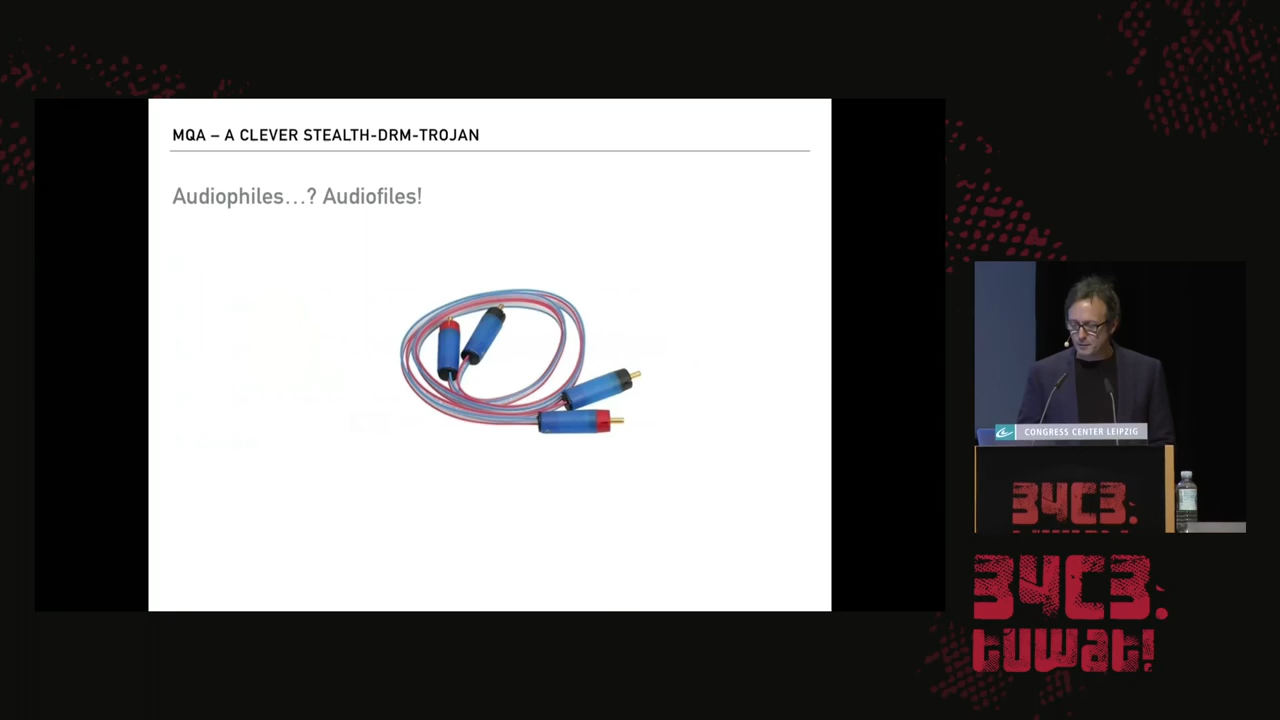 MQA – A CLEVER STEALTH-DRM-TROJAN
Audiophiles...? Audiofiles!
CONGRESS CENTER LEIPZIG
34C3.
34C3.
tuwat!